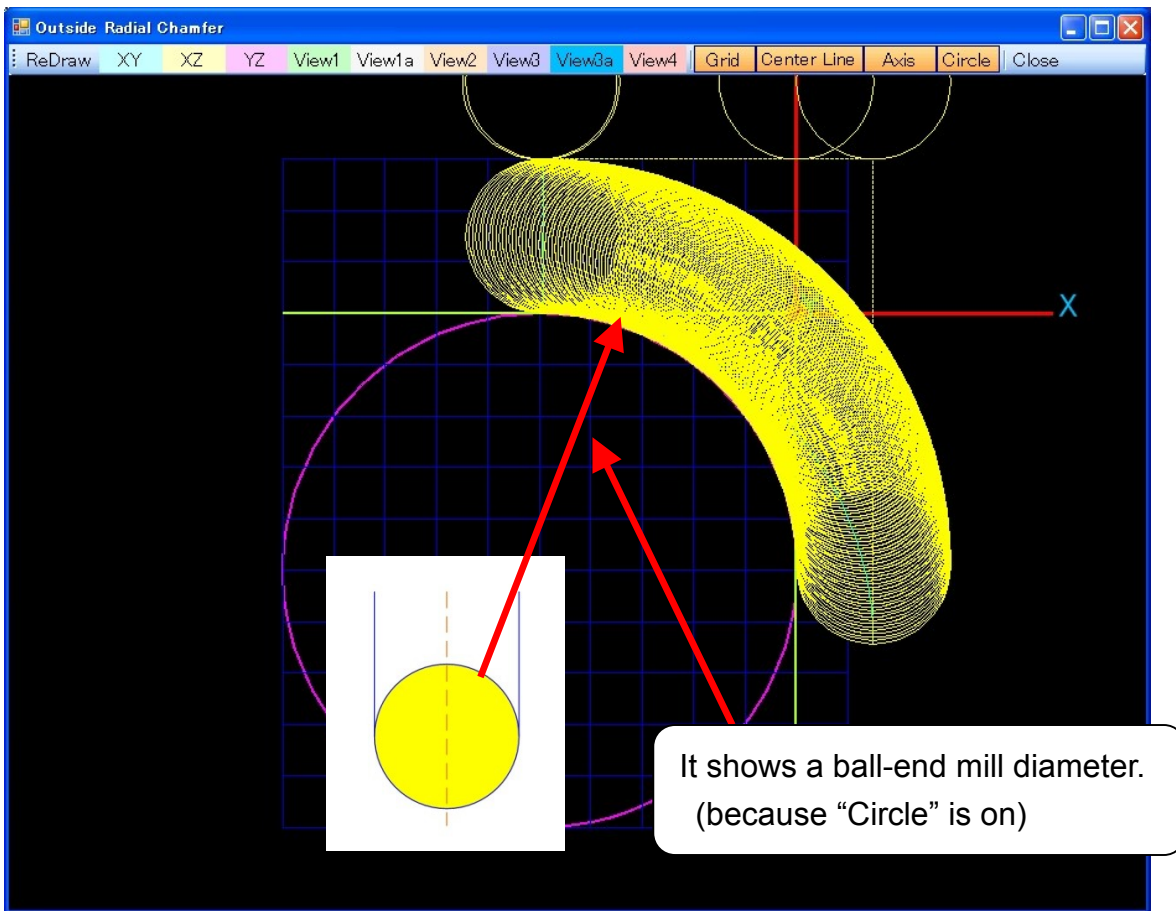 Outside Radial Chamfer
ReDraw XY XZ YZ View1 View1a View2 View3 View3a View4 Grid Center Line Axis Circle Close
X
It shows a ball-end mill diameter.
(because “Circle” is on)